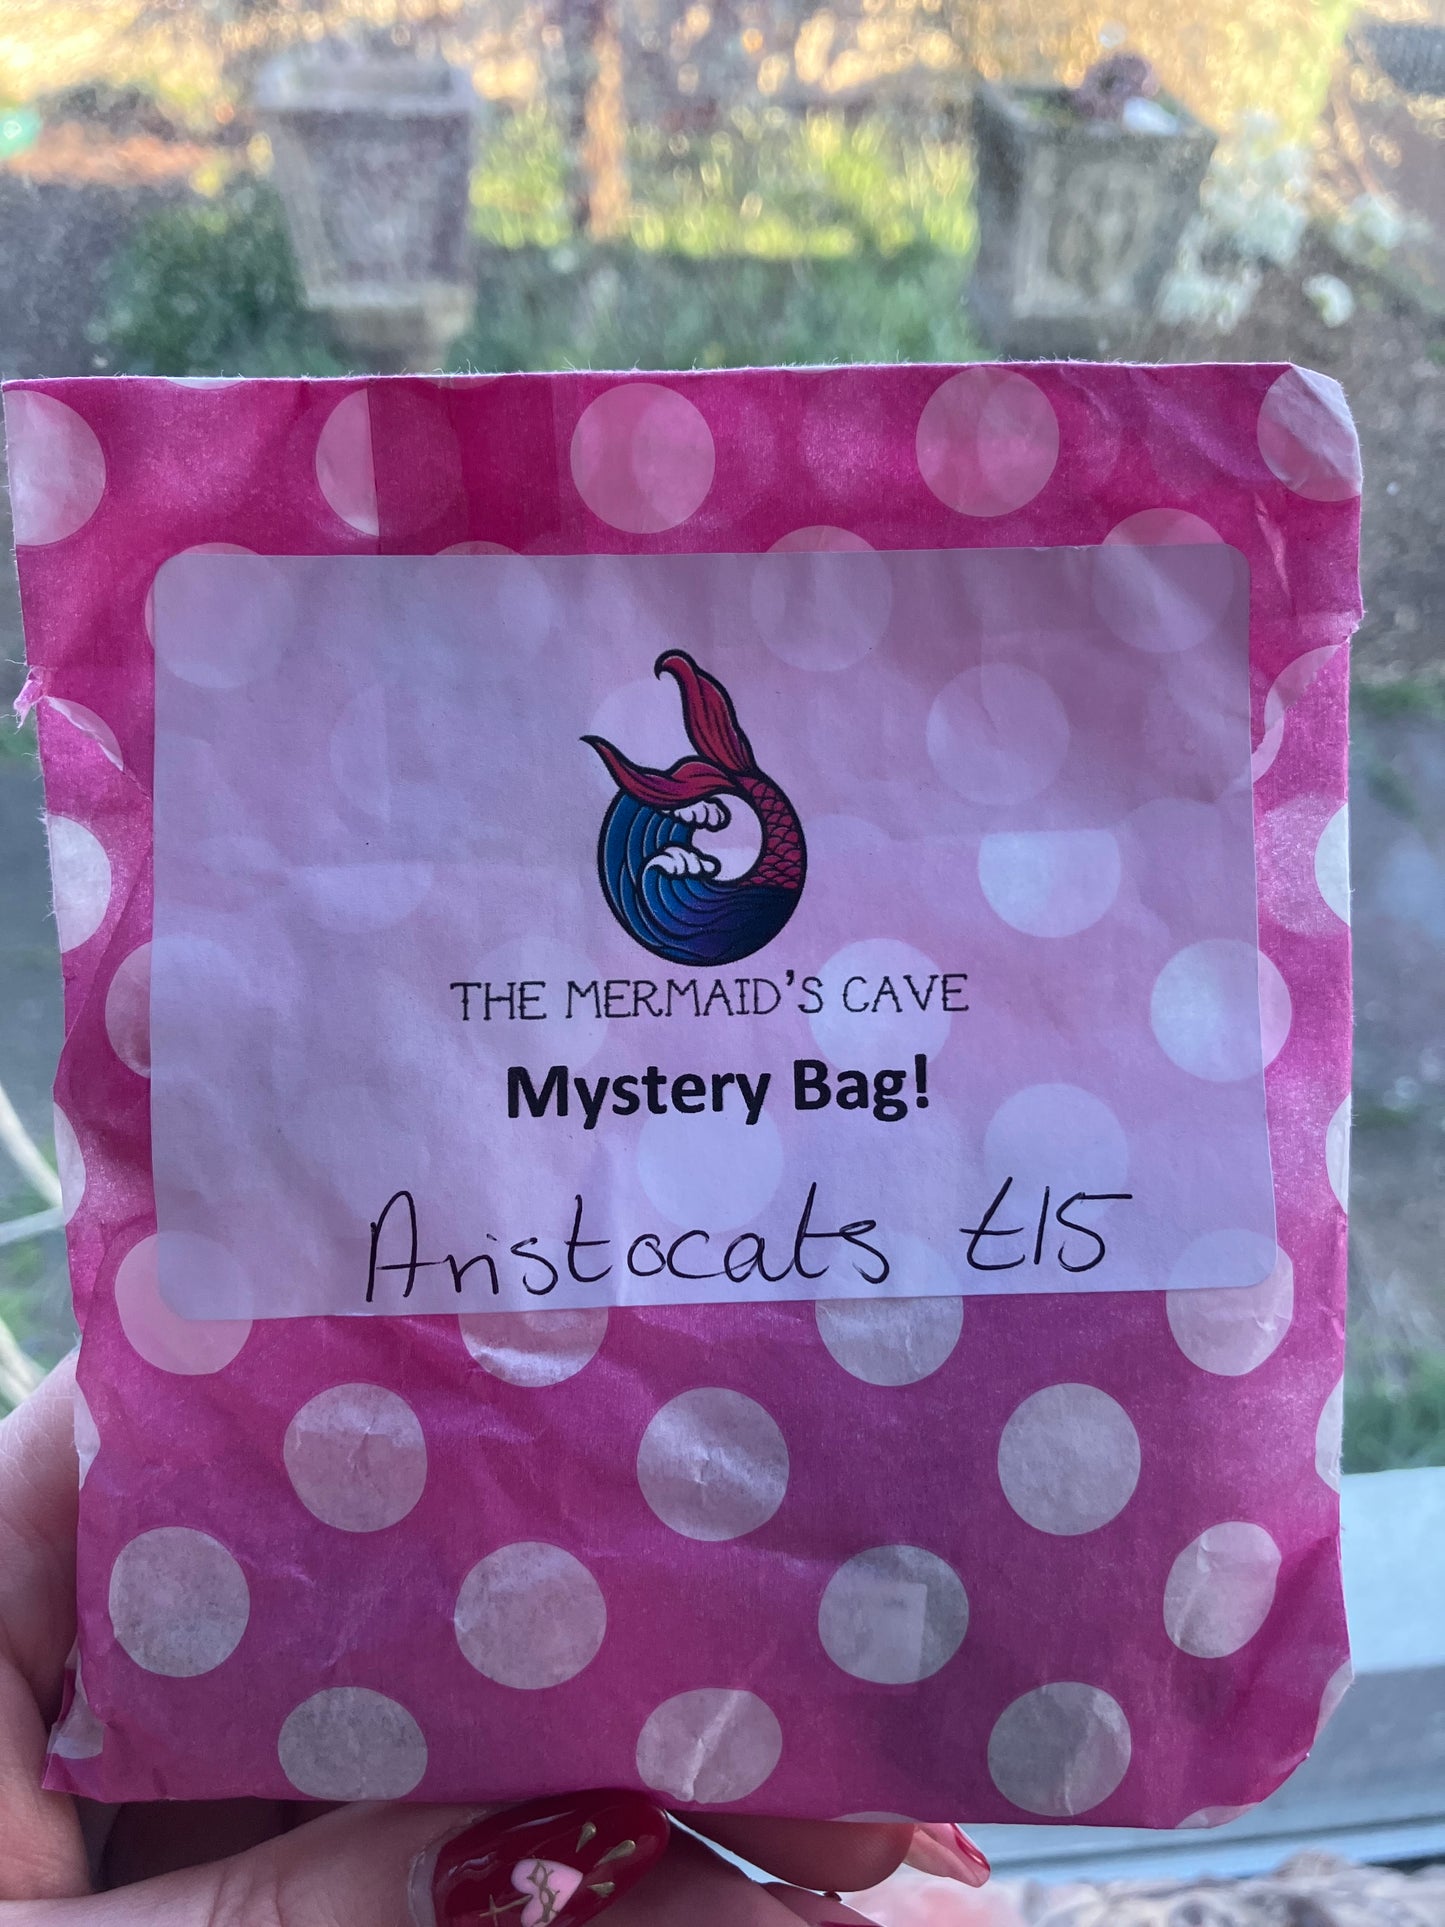 THE MERMAID'S CAVE
Mystery Bag!
Aristocats £15